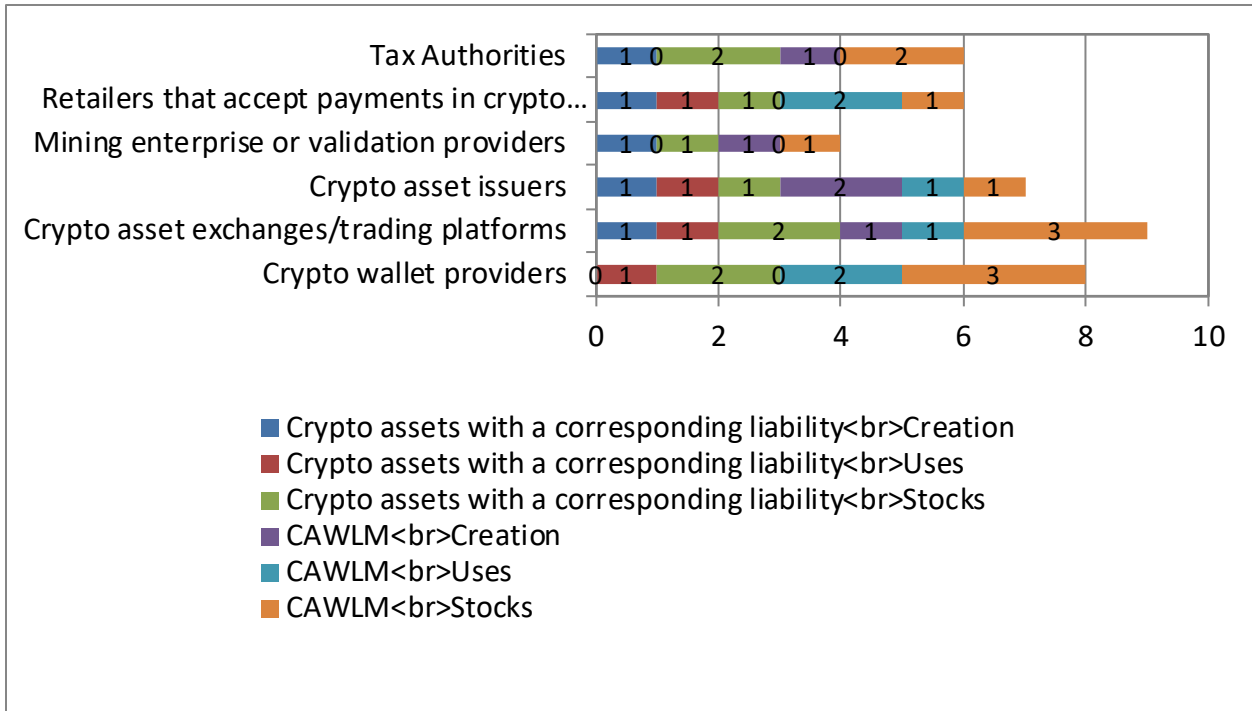 Tax Authorities
1 0 2 1 0 2
Retailers that accept payments in crypto...
1 1 1 0 2 1
Mining enterprise or validation providers
1 0 1 1 0 1
Crypto asset issuers
1 1 1 2 1 1
Crypto asset exchanges/trading platforms
1 1 2 1 1 3
Crypto wallet providers
0 1 2 0 2 3
0 2 4 6 8 10
Crypto assets with a corresponding liability<br>Creation
Crypto assets with a corresponding liability<br>Uses
Crypto assets with a corresponding liability<br>Stocks
CAWLM<br>Creation
CAWLM<br>Uses
CAWLM<br>Stocks